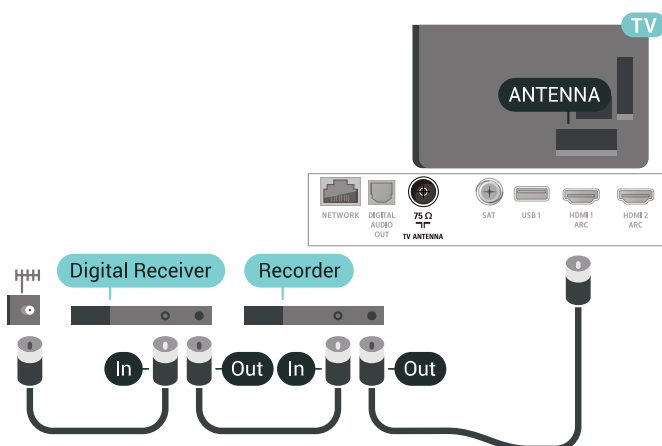 TV
ANTENNA
NETWORK
DIGITAL
AUDIO
OUT
75 Ω
TV ANTENNA
SAT
USB 1
HDMI 1
ARC
HDMI 2
ARC
Digital Receiver
Recorder
In
Out
In
Out